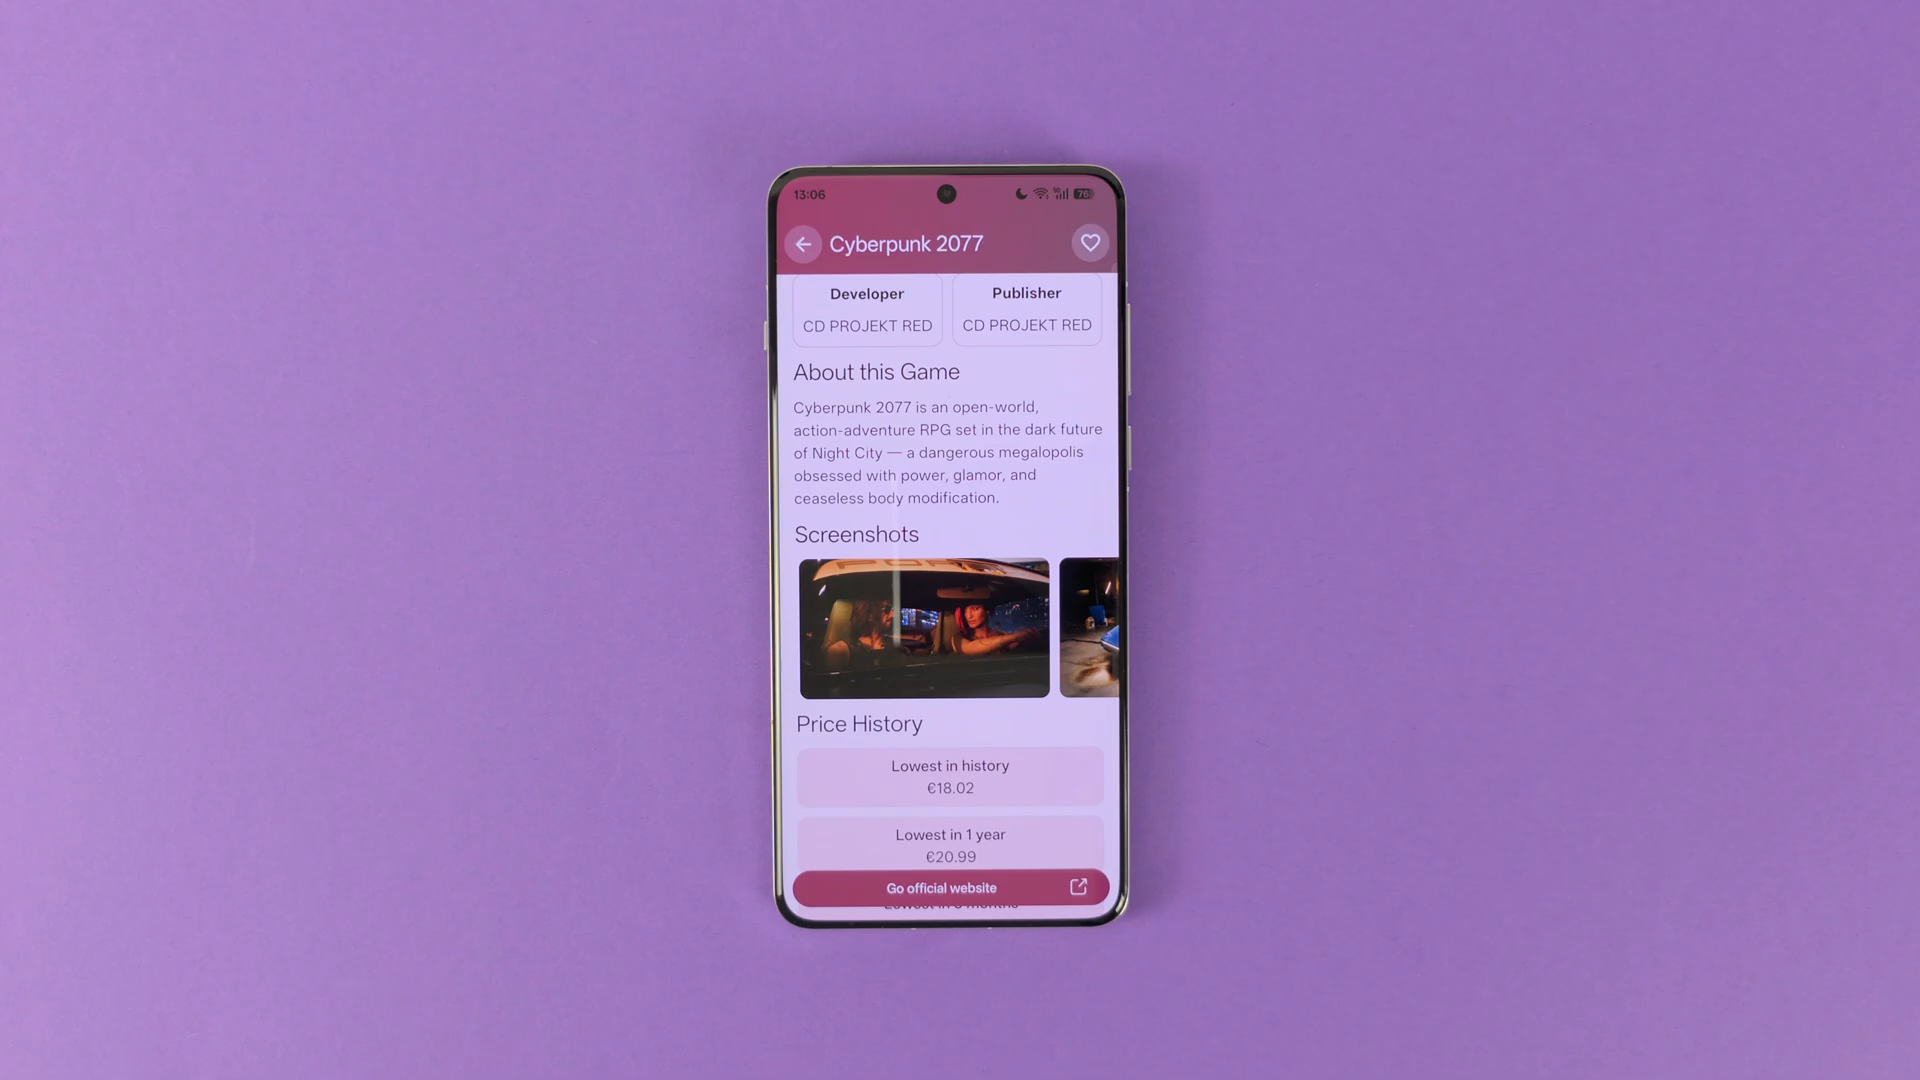 13:06
5G
76
Cyberpunk 2077
Developer
CD PROJEKT RED
Publisher
CD PROJEKT RED
About this Game
Cyberpunk 2077 is an open-world,
action-adventure RPG set in the dark future
of Night City — a dangerous megalopolis
obsessed with power, glamor, and
ceaseless body modification.
Screenshots
Price History
Lowest in history
€18.02
Lowest in 1 year
€20.99
Go official website